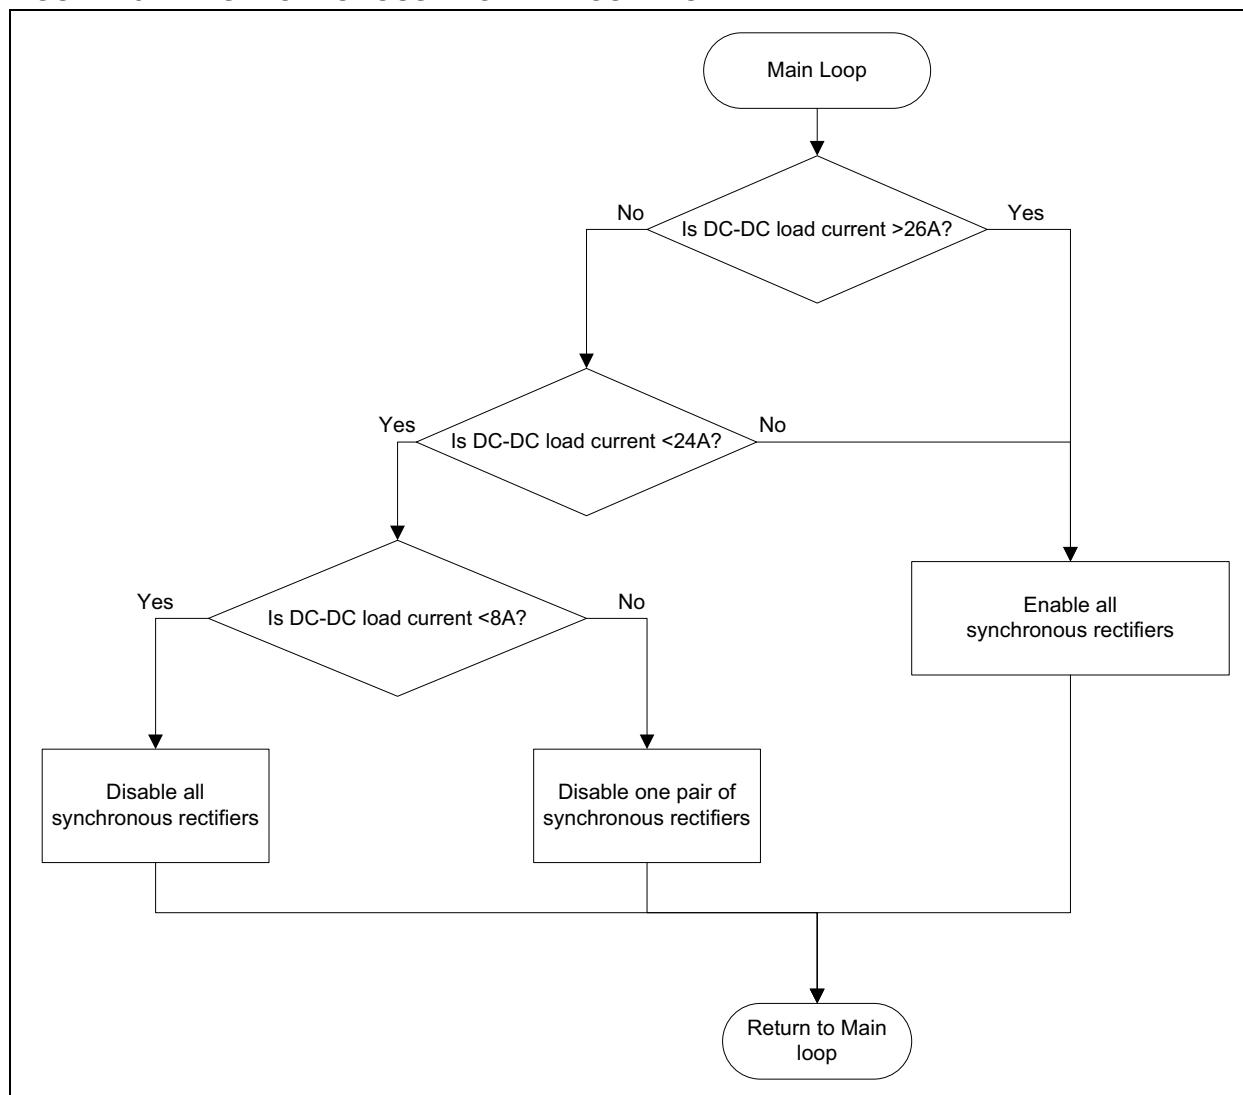 Main Loop
No
Is DC-DC load current >26A?
Yes
Yes
Is DC-DC load current <24A?
No
Yes
Is DC-DC load current <8A?
No
Enable all
synchronous rectifiers
Disable all
synchronous rectifiers
Disable one pair of
synchronous rectifiers
Return to Main
loop